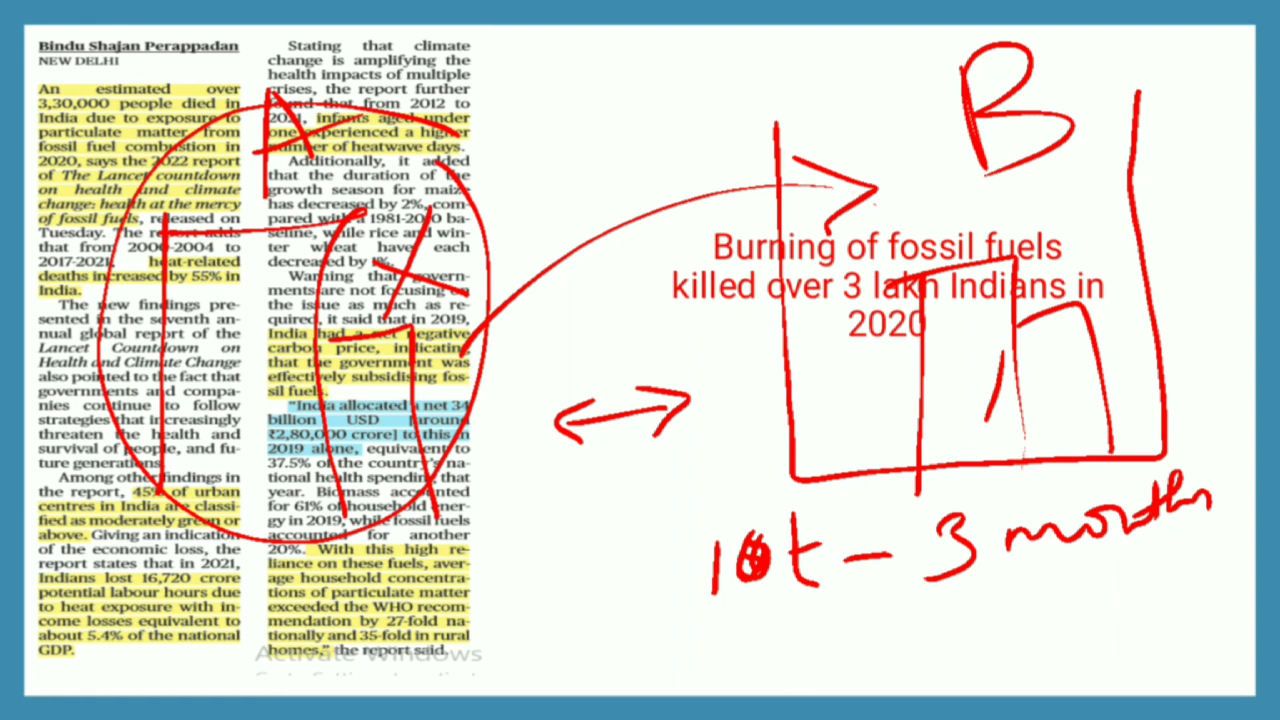 Bindu Shajan Perappadan
NEW DELHI
An estimated over
3,30,000 people died in
India due to exposure to
particulate matter from
fossil fuel combustion in
2020, says the 2022 report
of The Lancet countdown
on health and climate
change: health at the mercy
of fossil fuels, released on
Tuesday. The report adds
that from 2000-2004 to
2017-2021, heat-related
deaths increased by 55% in
India.
The new findings pre-
sented in the seventh an-
nual global report of the
Lancet Countdown on
Health and Climate Change
also pointed to the fact that
governments and compa-
nies continue to follow
strategies that increasingly
threaten the health and
survival of people, and fu-
ture generations.
Among other findings in
the report, 45% of urban
centres in India are classi-
fied as moderately green or
above. Giving an indication
of the economic loss, the
report states that in 2021,
Indians lost 16,720 crore
potential labour hours due
to heat exposure with in-
come losses equivalent to
about 5.4% of the national
GDP.
Stating that climate
change is amplifying the
health impacts of multiple
crises, the report further
found that from 2012 to
2021, infants aged under
one experienced a higher
number of heatwave days.
Additionally, it added
that the duration of the
growth season for maize
has decreased by 2%, com-
pared with a 1981-2010 ba-
seline, while rice and win-
ter wheat have each
decreased by 1%.
Warning that govern-
ments are not focusing on
the issue as much as re-
quired, it said that in 2019,
India had a net negative
carbon price, indicating
that the government was
effectively subsidising fos-
sil fuels.
"India allocated a net 34
billion USD [around
₹2,80,000 crore] to this in
2019 alone, equivalent to
37.5% of the country's na-
tional health spending that
year. Biomass accounted
for 61% of household ener-
gy in 2019, while fossil fuels
accounted for another
20%. With this high re-
liance on these fuels, aver-
age household concentra-
tions of particulate matter
exceeded the WHO recom-
mendation by 27-fold na-
tionally and 35-fold in rural
homes," the report said.
Activate Windows
A
B
Burning of fossil fuels
killed over 3 lakh Indians in
2020
3 months